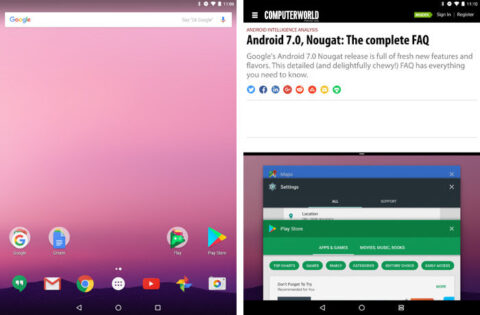 11:09
Google
Say "Ok Google"
Google
Create
Play
Play Store
11:10
COMPUTERWORLD
INSIDER
Sign In | Register
ANDROID INTELLIGENCE ANALYSIS
Android 7.0, Nougat: The complete FAQ
Google's Android 7.0 Nougat release is full of fresh new features and
flavors. This detailed (and delightfully chewy!) FAQ has everything
you need to know.
Maps
Settings
ALL
SUPPORT
Location
Play Store
APPS & GAMES
MOVIES, MUSIC, BOOKS
TOP CHARTS
GAMES
FAMILY
CATEGORIES
EDITORS' CHOICE
EARLY ACCESS
Don't Forget To Try
Recommended for You
MORE